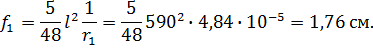 f₁ = 5/48 l² 1/r₁ = 5/48 590² · 4,84 · 10⁻⁵ = 1,76 см.